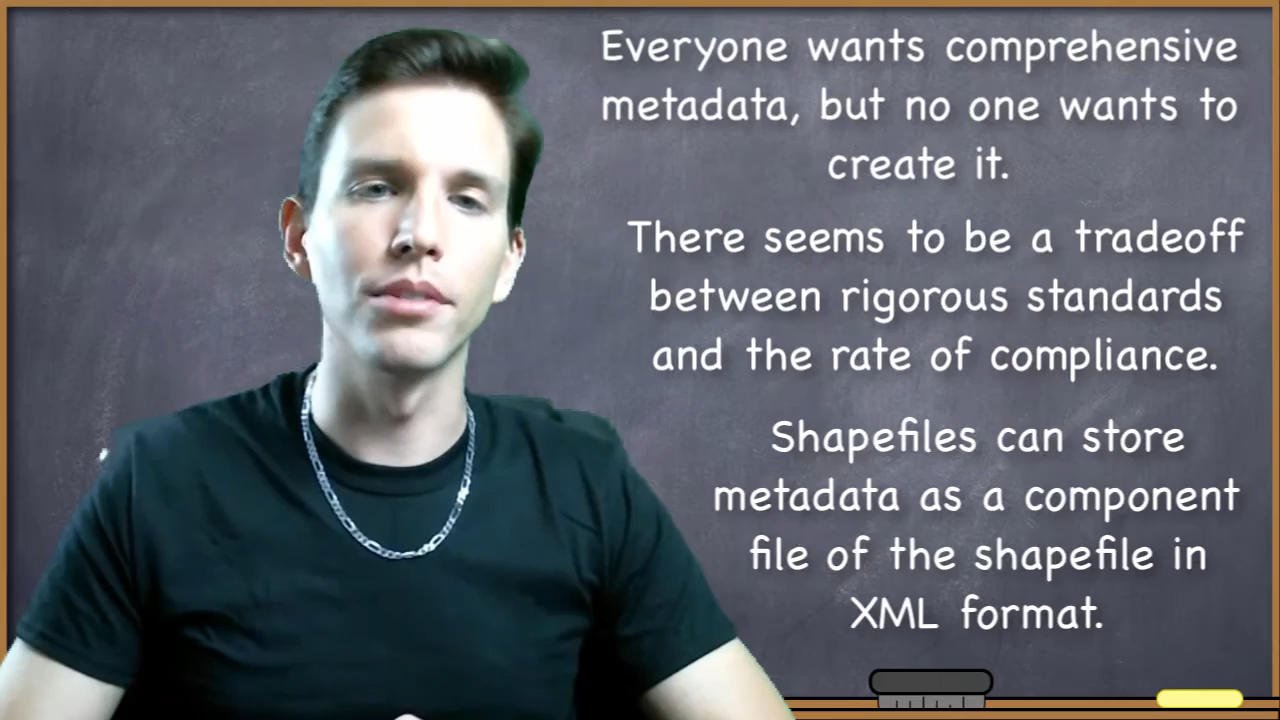 Everyone wants comprehensive
metadata, but no one wants to
create it.
There seems to be a tradeoff
between rigorous standards
and the rate of compliance.
Shapefiles can store
metadata as a component
file of the shapefile in
XML format.